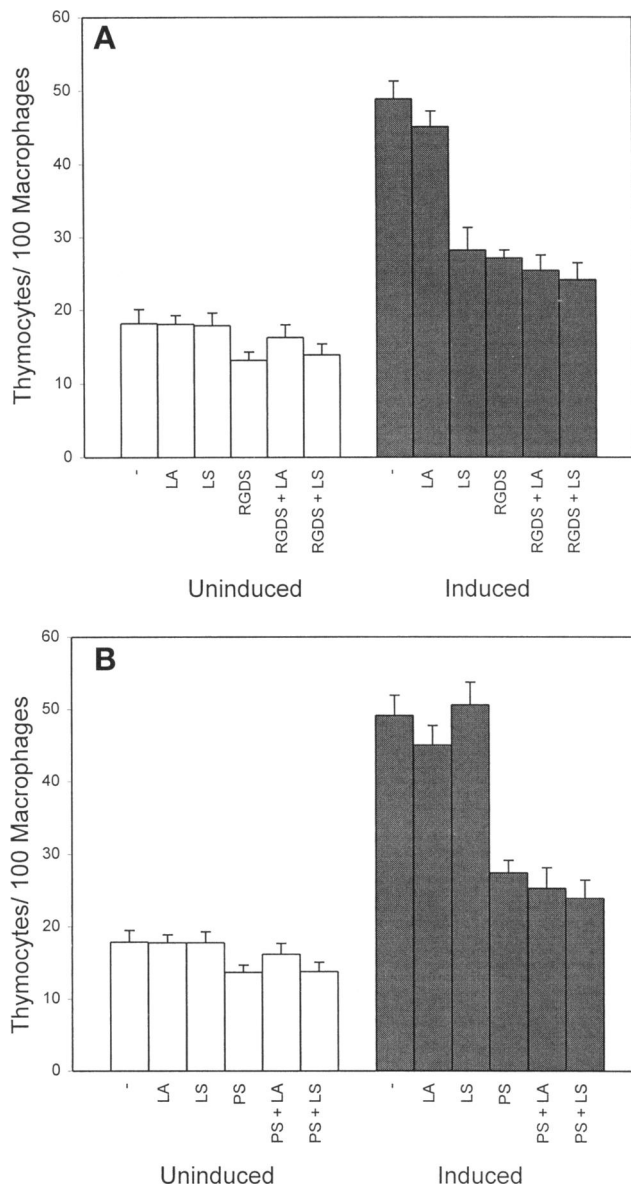 A
Thymocytes/ 100 Macrophages
60
50
40
30
20
10
0
-
LA
LS
RGDS
RGDS + LA
RGDS + LS
-
LA
LS
RGDS
RGDS + LA
RGDS + LS
Uninduced
Induced
B
Thymocytes/ 100 Macrophages
60
50
40
30
20
10
0
-
LA
LS
PS
PS + LA
PS + LS
-
LA
LS
PS
PS + LA
PS + LS
Uninduced
Induced